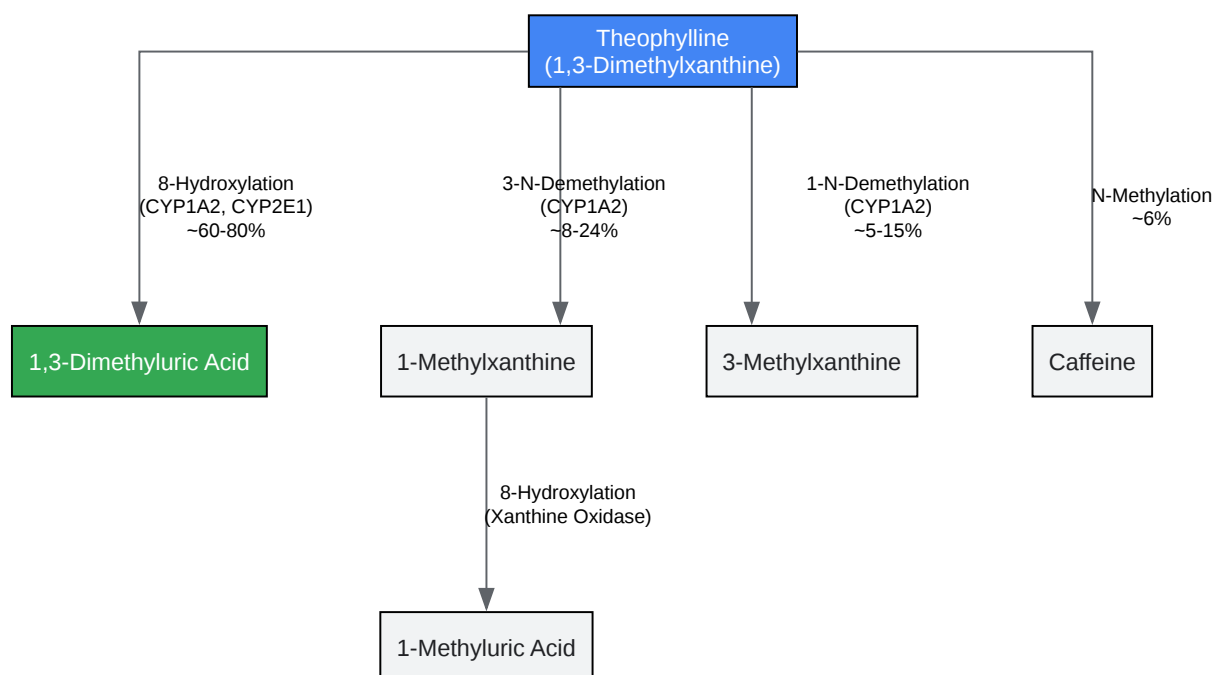 Theophylline
(1,3-Dimethylxanthine)
8-Hydroxylation
(CYP1A2, CYP2E1)
~60-80%
3-N-Demethylation
(CYP1A2)
~8-24%
1-N-Demethylation
(CYP1A2)
~5-15%
N-Methylation
~6%
1,3-Dimethyluric Acid
1-Methylxanthine
3-Methylxanthine
Caffeine
8-Hydroxylation
(Xanthine Oxidase)
1-Methyluric Acid